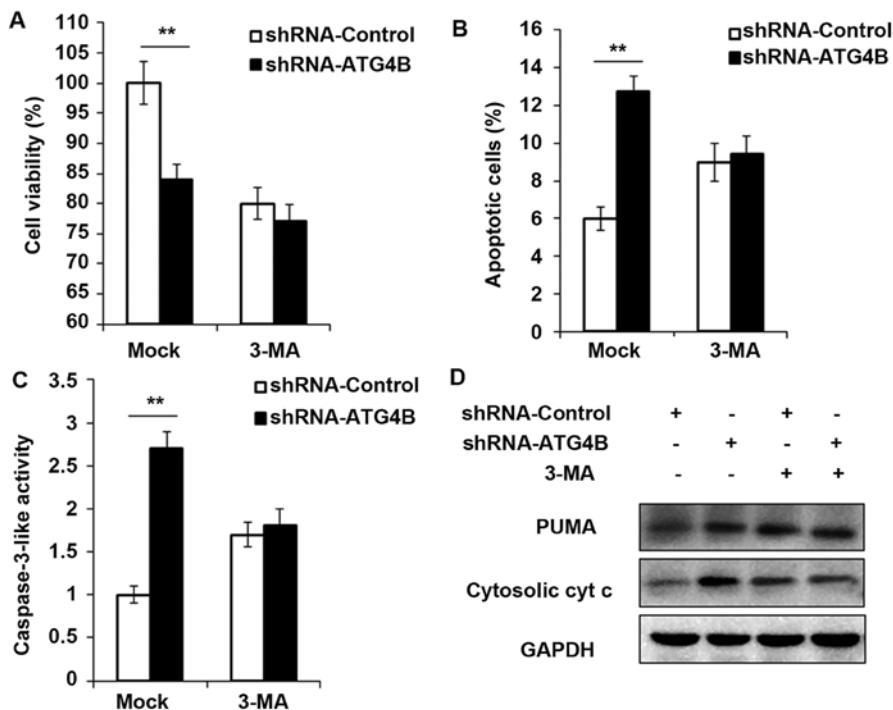 A
110
105
100
95
90
85
80
75
70
65
60
Cell viability (%)
**
shRNA-Control
shRNA-ATG4B
Mock 3-MA
B
16
14
12
10
8
6
4
2
0
Apoptotic cells (%)
**
shRNA-Control
shRNA-ATG4B
Mock 3-MA
C
3.5
3
2.5
2
1.5
1
0.5
0
Caspase-3-like activity
**
shRNA-Control
shRNA-ATG4B
Mock 3-MA
D
shRNA-Control + - + -
shRNA-ATG4B - + - +
3-MA - - + +
PUMA
Cytosolic cyt c
GAPDH